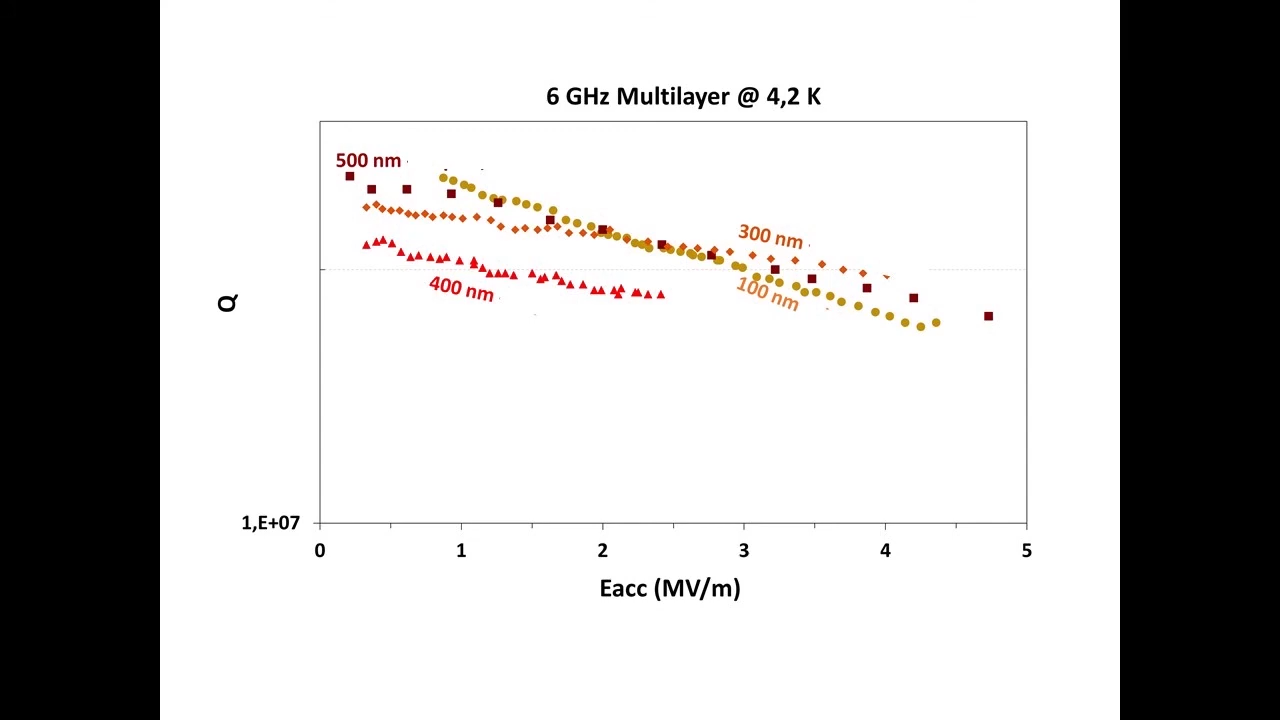 6 GHz Multilayer @ 4,2 K
500 nm
300 nm
400 nm
100 nm
Q
1,E+07
0 1 2 3 4 5
Eacc (MV/m)